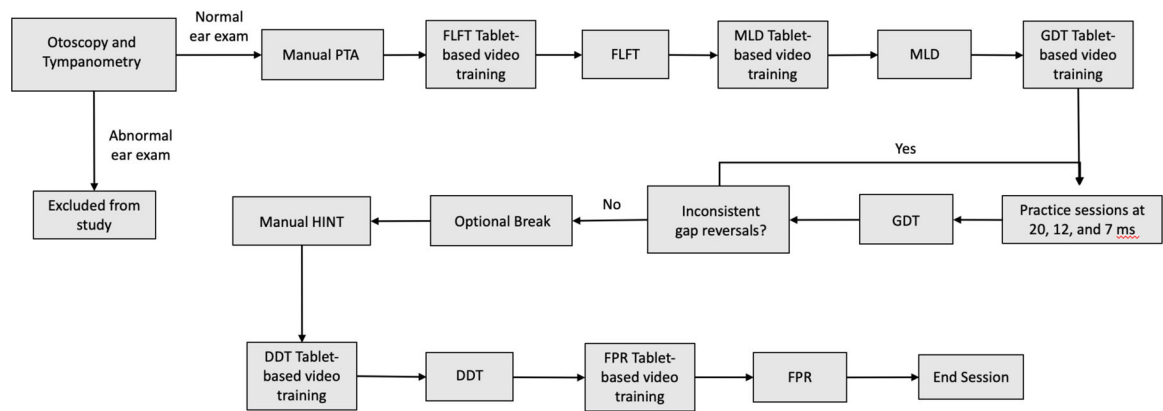 Normal
ear exam
Otoscopy and
Tympanometry
Manual PTA
FLFT Tablet-
based video
training
FLFT
MLD Tablet-
based video
training
MLD
GDT Tablet-
based video
training
Abnormal
ear exam
Excluded from
study
Yes
Practice sessions at
20, 12, and 7 ms
GDT
Inconsistent
gap reversals?
No
Optional Break
Manual HINT
DDT Tablet-
based video
training
DDT
FPR Tablet-
based video
training
FPR
End Session